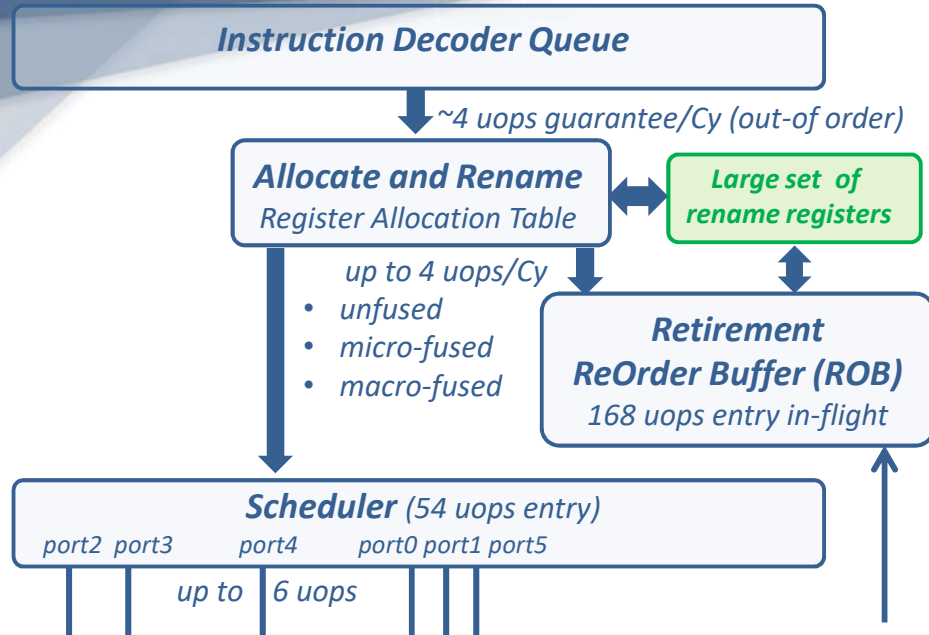 Instruction Decoder Queue
~4 uops guarantee/Cy (out-of order)
Allocate and Rename
Register Allocation Table
Large set of
rename registers
up to 4 uops/Cy
• unfused
• micro-fused
• macro-fused
Retirement
ReOrder Buffer (ROB)
168 uops entry in-flight
Scheduler (54 uops entry)
port2 port3 port4 port0 port1 port5
up to 6 uops